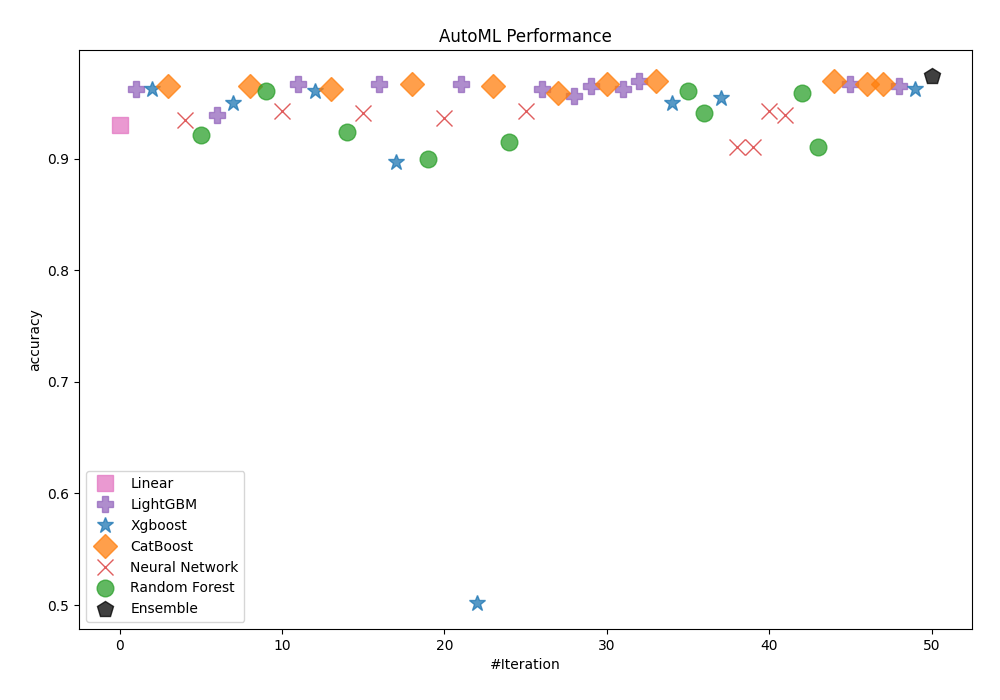 AutoML Performance
accuracy
0.9
0.8
0.7
0.6
0.5
Linear
LightGBM
Xgboost
CatBoost
Neural Network
Random Forest
Ensemble
0 10 20 30 40 50
#Iteration